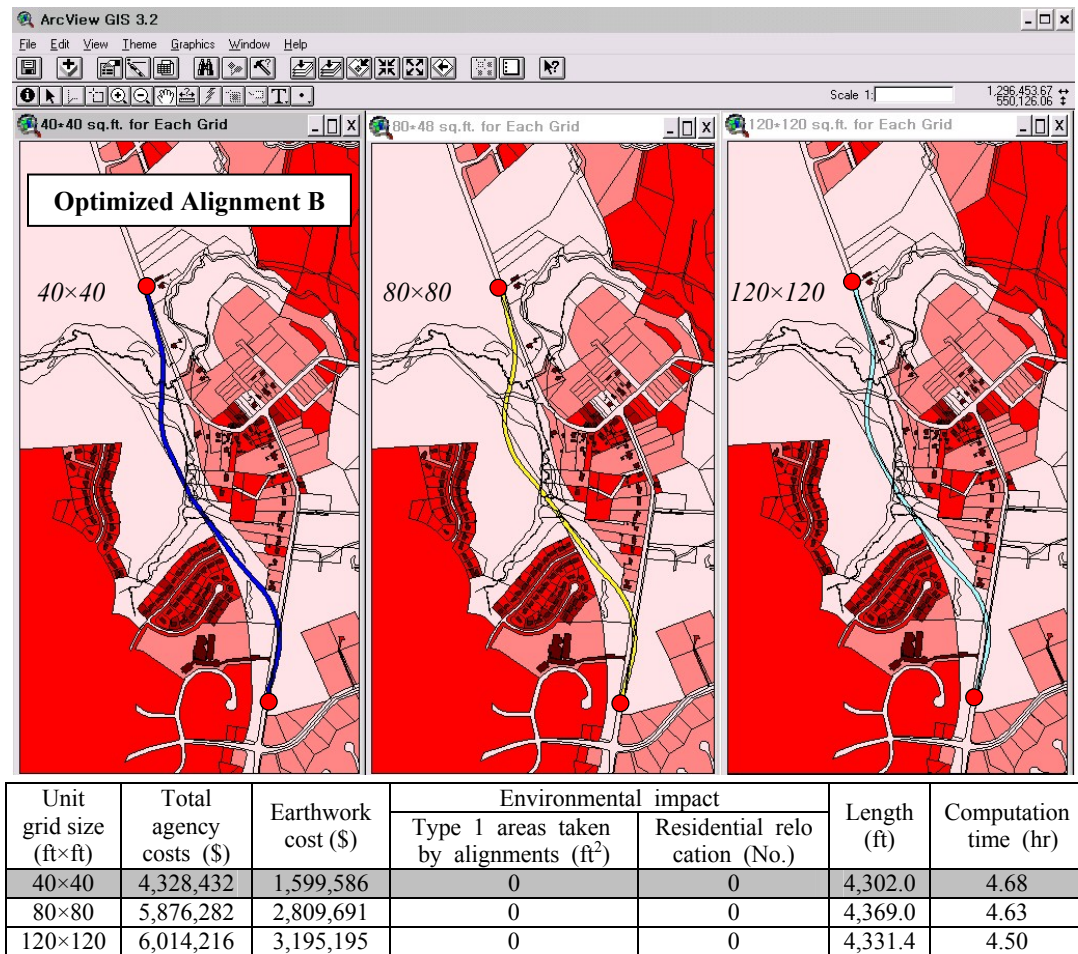 ArcView GIS 3.2
File Edit View Theme Graphics Window Help
Scale 1: 1,296,453.67
550,126.06
40*40 sq.ft. for Each Grid
80*48 sq.ft. for Each Grid
120*120 sq.ft. for Each Grid
Optimized Alignment B
40×40
80×80
120×120
Unit grid size (ft×ft) Total agency costs ($) Earthwork cost ($) Environmental impact Length (ft) Computation time (hr)
Type 1 areas taken by alignments (ft²) Residential relo cation (No.)
40×40 4,328,432 1,599,586 0 0 4,302.0 4.68
80×80 5,876,282 2,809,691 0 0 4,369.0 4.63
120×120 6,014,216 3,195,195 0 0 4,331.4 4.50